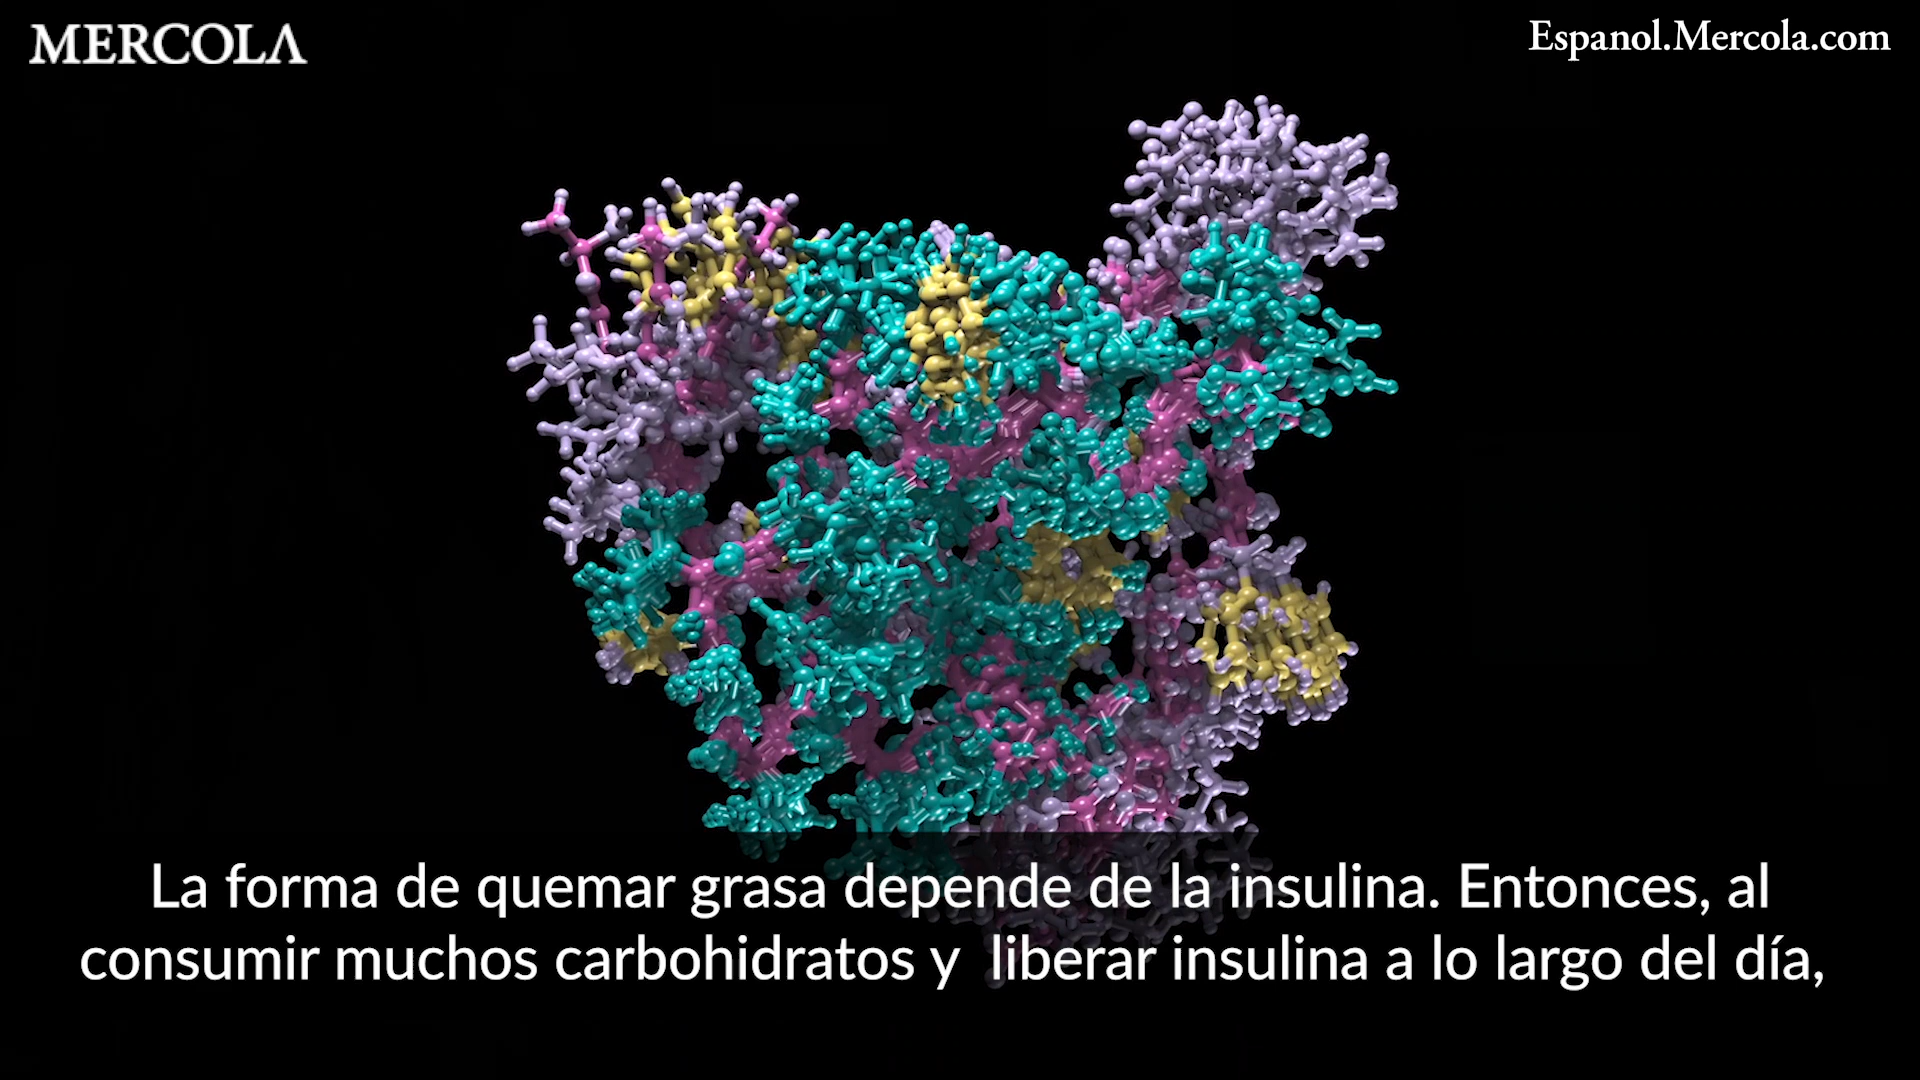 MERCOLA
Espanol.Mercola.com
La forma de quemar grasa depende de la insulina. Entonces, al
consumir muchos carbohidratos y  liberar insulina a lo largo del día,